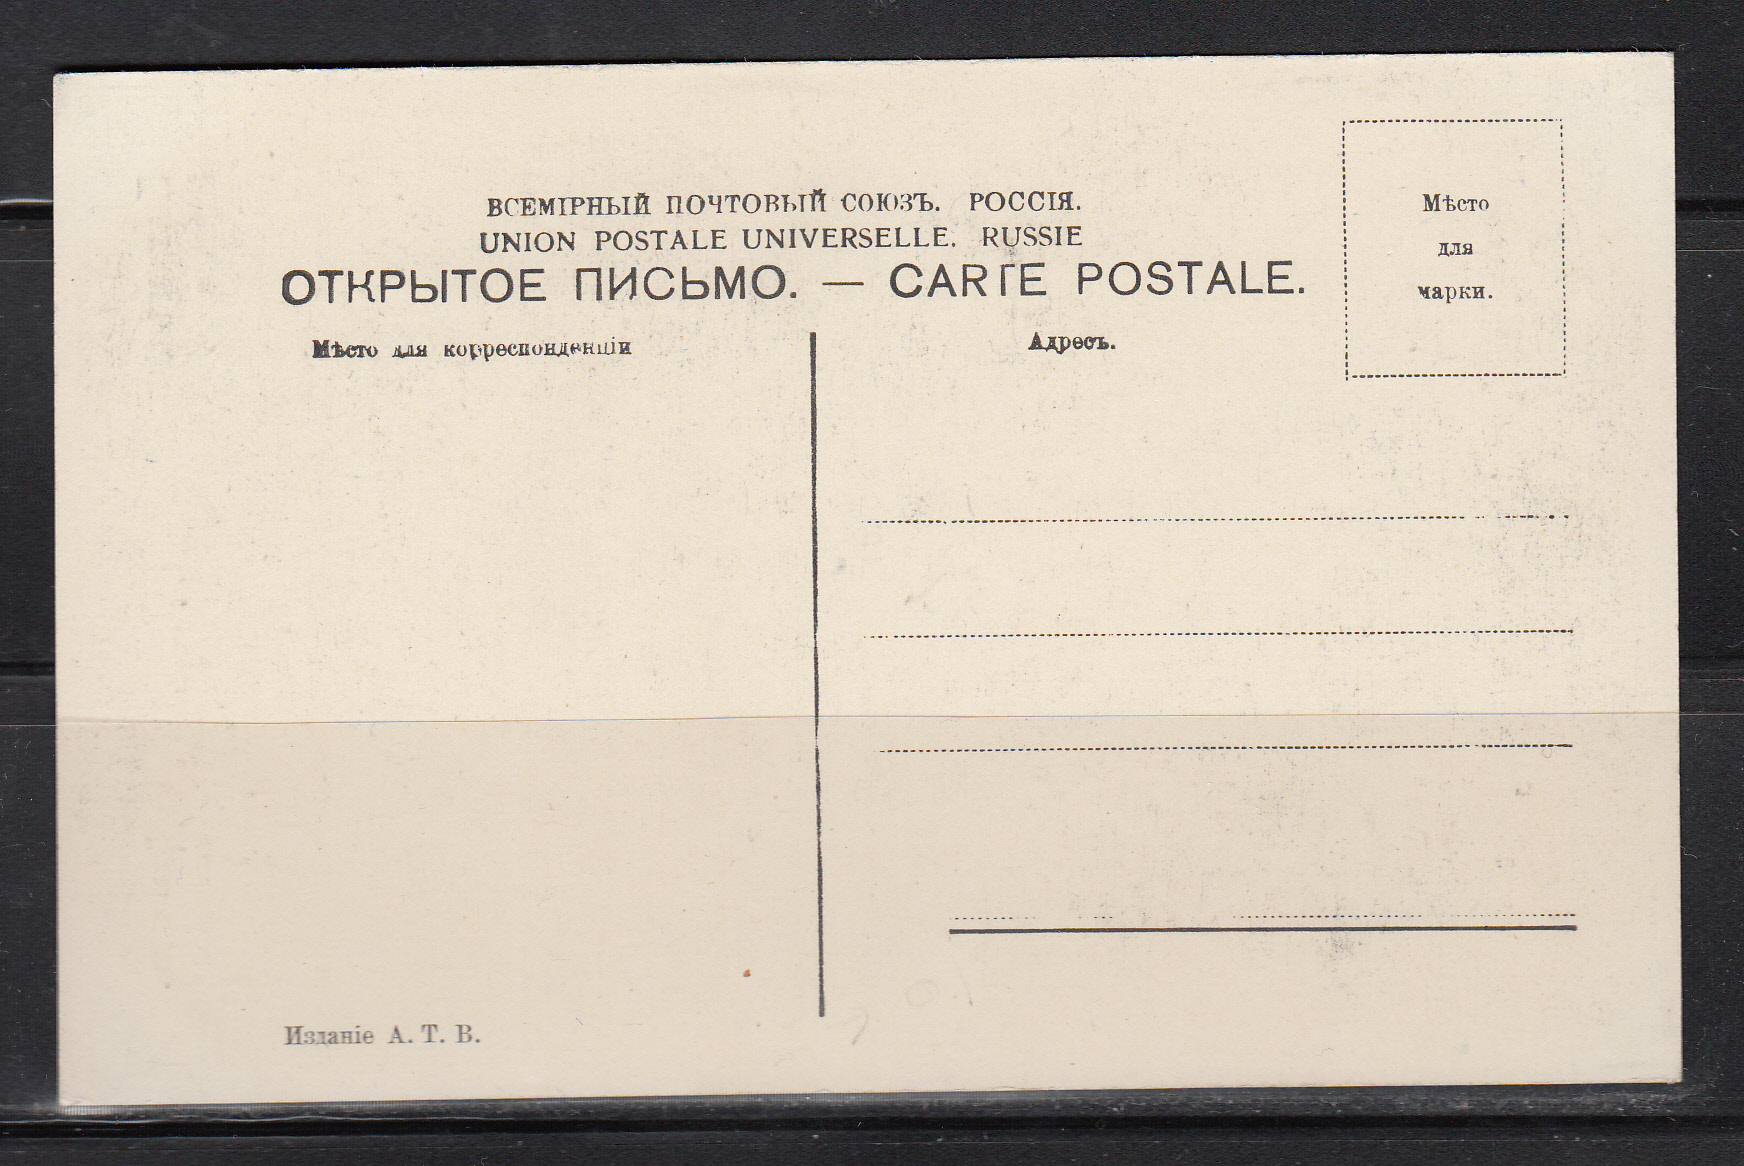 ВСЕМІРНЫЙ ПОЧТОВЫЙ СОЮЗЪ. РОССІЯ.
UNION POSTALE UNIVERSELLE. RUSSIE
ОТКРЫТОЕ ПИСЬМО. — CARTE POSTALE.
Мѣсто для корреспонденціи
Адресъ.
Мѣсто
для
марки.
Изданіе А. Т. В.